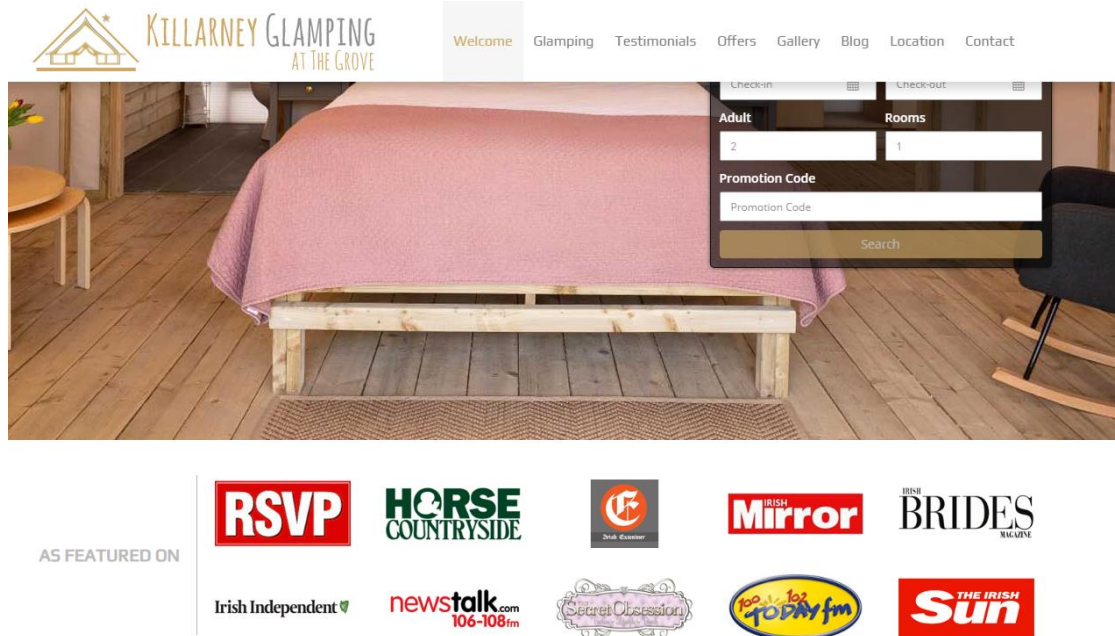 KILLARNEY GLAMPING
AT THE GROVE
Welcome Glamping Testimonials Offers Gallery Blog Location Contact
Check-in Check-out
Adult Rooms
2 1
Promotion Code
Promotion Code
Search
AS FEATURED ON
RSVP
HORSE
COUNTRYSIDE
E
Irish Examiner
IRISH
Mirror
IRISH
BRIDES
MAGAZINE
Irish Independent
newstalk.com
106-108fm
Secret Obsession
100 102
TODAY fm
THE IRISH
Sun